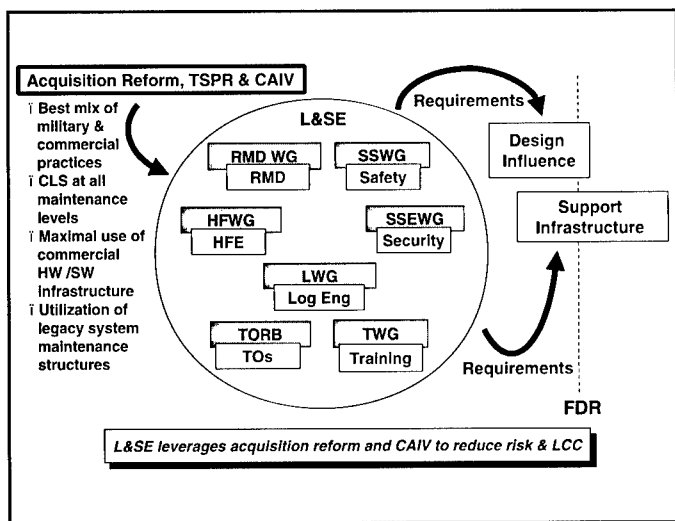 Acquisition Reform, TSPR & CAIV
ï Best mix of
military &
commercial
practices
ï CLS at all
maintenance
levels
ï Maximal use of
commercial
HW /SW
infrastructure
ï Utilization of
legacy system
maintenance
structures
L&SE
RMD WG
RMD
SSWG
Safety
HFWG
HFE
SSEWG
Security
LWG
Log Eng
TORB
TOs
TWG
Training
Requirements
Design
Influence
Support
Infrastructure
Requirements
FDR
L&SE leverages acquisition reform and CAIV to reduce risk & LCC